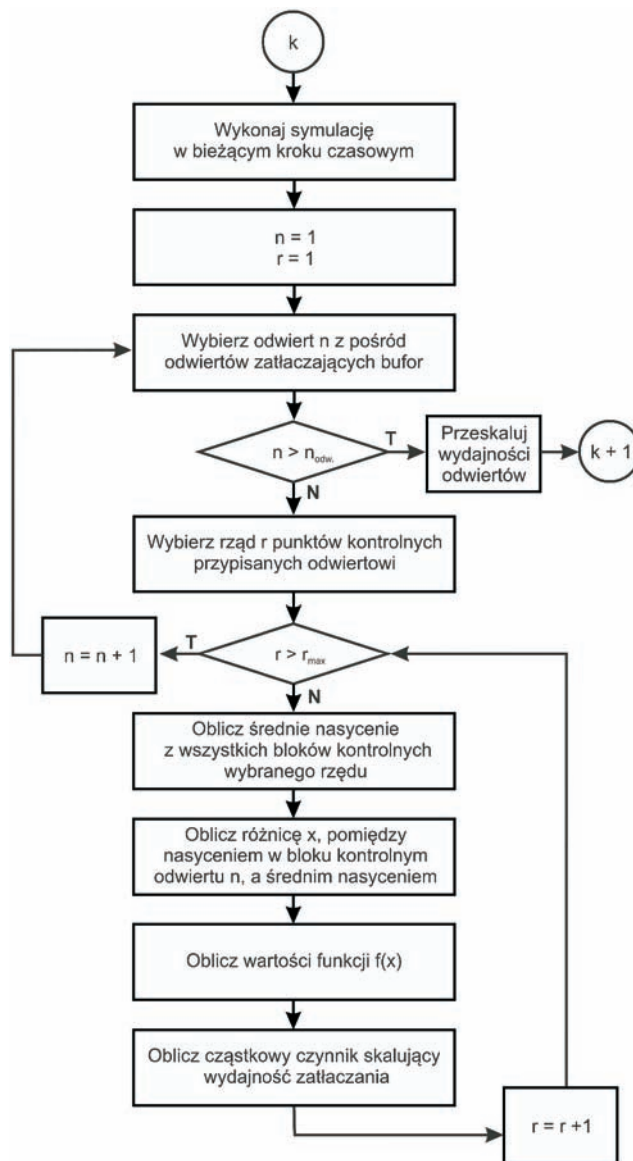 k
Wykonaj symulację
w bieżącym kroku czasowym
n = 1
r = 1
Wybierz odwiert n z pośród
odwiertów zatłaczających bufor
n > n_odw.
T
Przeskaluj
wydajności
odwiertów
k + 1
N
Wybierz rząd r punktów kontrolnych
przypisanych odwiertowi
n = n + 1
T
r > r_max
N
Oblicz średnie nasycenie
z wszystkich bloków kontrolnych
wybranego rzędu
Oblicz różnicę x, pomiędzy
nasyceniem w bloku kontrolnym
odwiertu n, a średnim nasyceniem
Oblicz wartości funkcji f(x)
Oblicz cząstkowy czynnik skalujący
wydajność zatłaczania
r = r +1